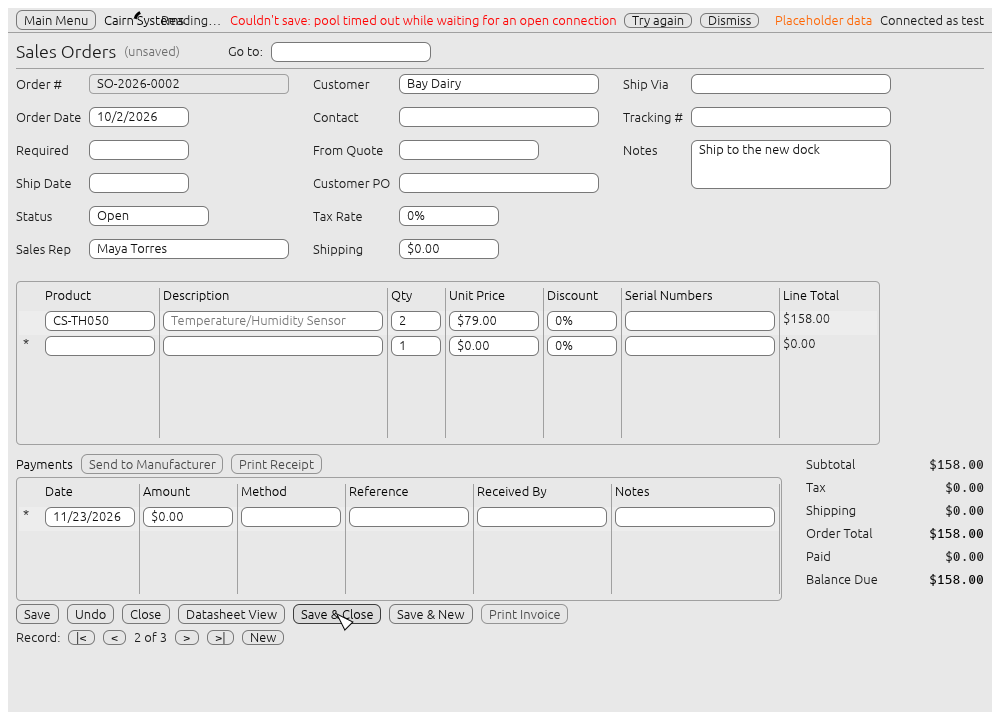 Main Menu Cairn Systems Couldn't save: pool timed out while waiting for an open connection Try again Dismiss Placeholder data Connected as test
Sales Orders (unsaved) Go to:
Order # SO-2026-0002 Customer Bay Dairy Ship Via
Order Date 10/2/2026 Contact Tracking #
Required From Quote Notes Ship to the new dock
Ship Date Customer PO
Status Open Tax Rate 0%
Sales Rep Maya Torres Shipping $0.00
Product Description Qty Unit Price Discount Serial Numbers Line Total
CS-TH050 Temperature/Humidity Sensor 2 $79.00 0% $158.00
* 1 $0.00 0% $0.00
Payments Send to Manufacturer Print Receipt
Date Amount Method Reference Received By Notes
* 11/23/2026 $0.00
Subtotal $158.00
Tax $0.00
Shipping $0.00
Order Total $158.00
Paid $0.00
Balance Due $158.00
Save Undo Close Datasheet View Save & Close Save & New Print Invoice
Record: |< < 2 of 3 > >| New